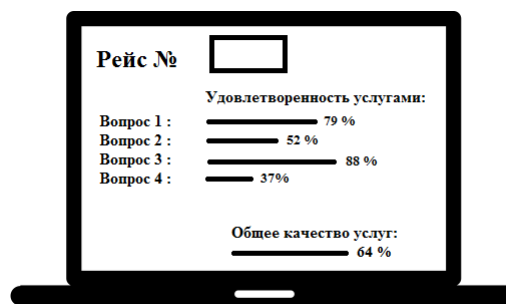 Рейс №
Удовлетворенность услугами:
Вопрос 1 : 79 %
Вопрос 2 : 52 %
Вопрос 3 : 88 %
Вопрос 4 : 37%
Общее качество услуг:
64 %